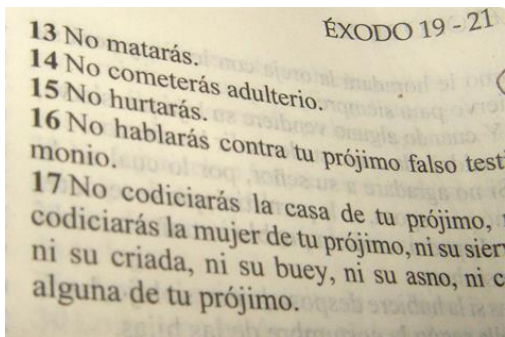 ÉXODO 19 - 21
13 No matarás.
14 No cometerás adulterio.
15 No hurtarás.
16 No hablarás contra tu prójimo falso testi
monio.
17 No codiciarás la casa de tu prójimo,
codiciarás la mujer de tu prójimo, ni su sier
ni su criada, ni su buey, ni su asno, ni c
alguna de tu prójimo.